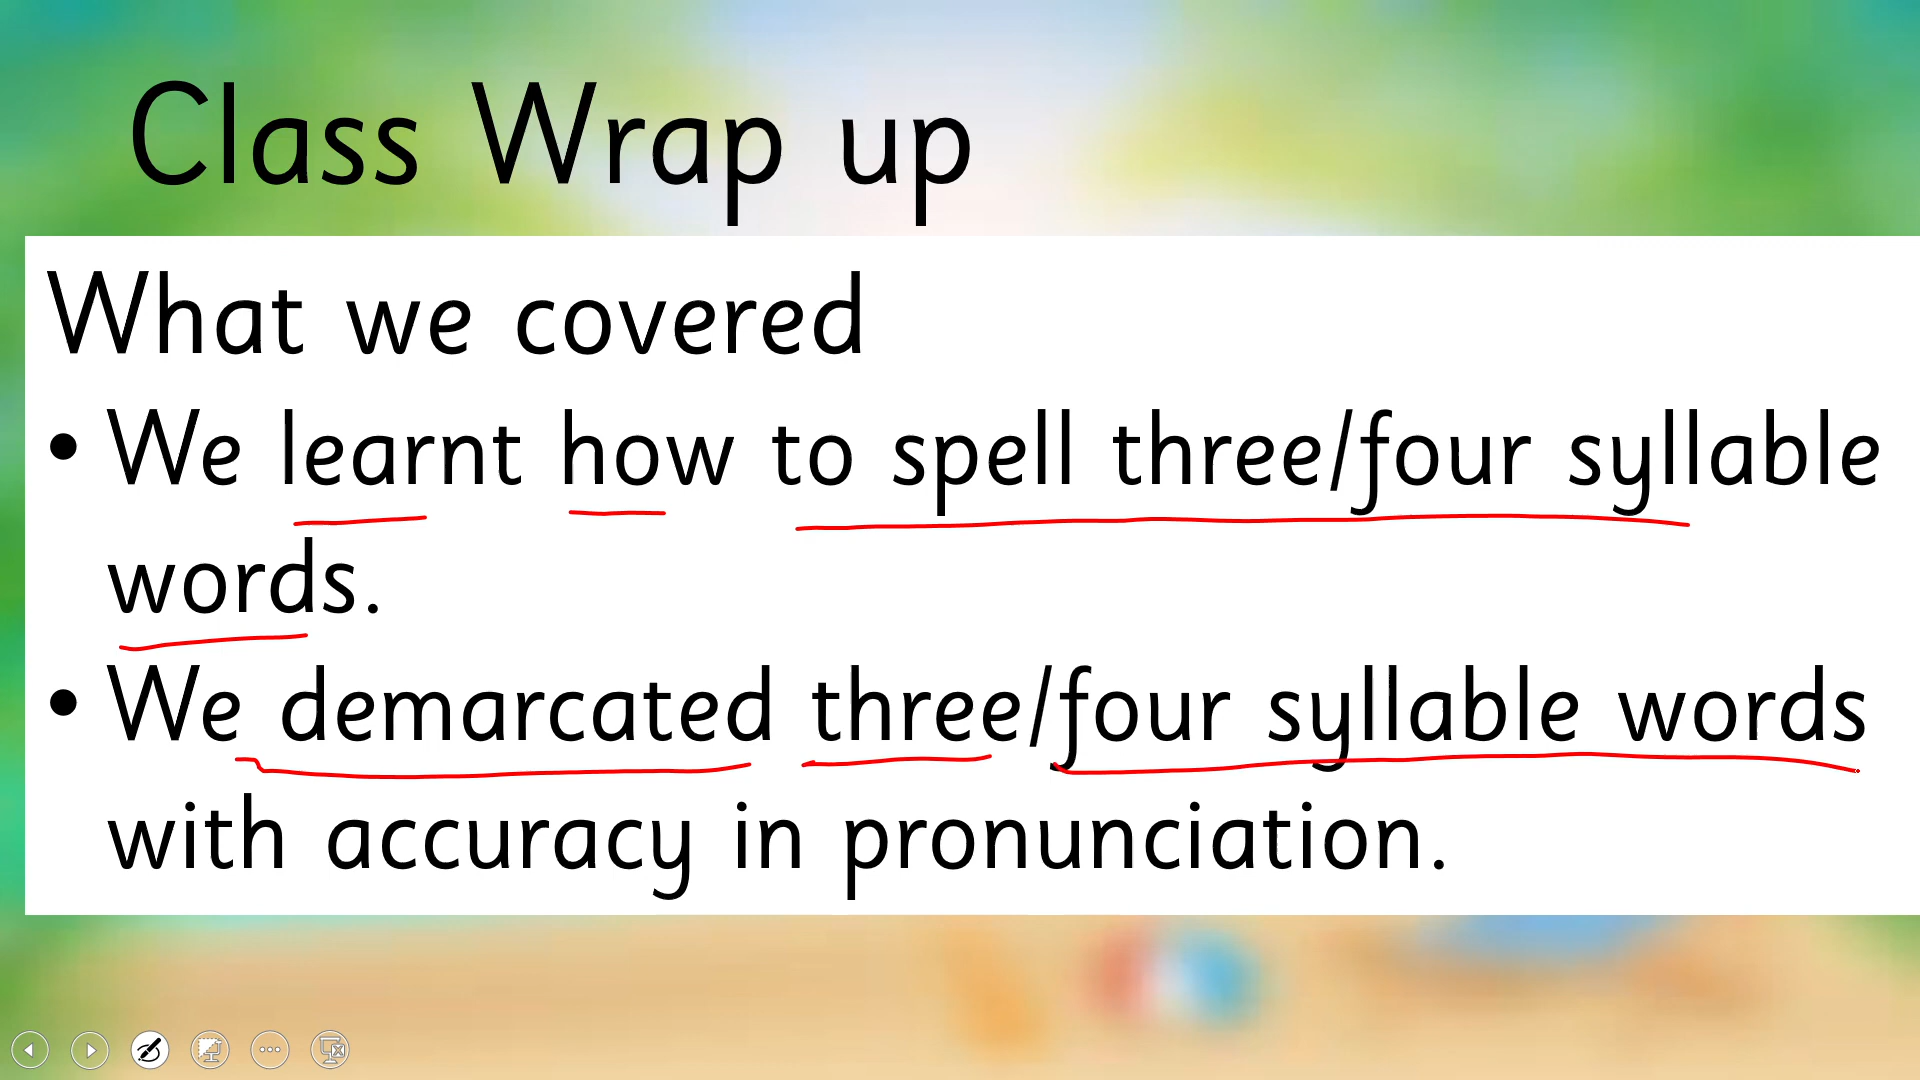 Class Wrap up
What we covered
• We learnt how to spell three/four syllable
words.
• We demarcated three/four syllable words
with accuracy in pronunciation.